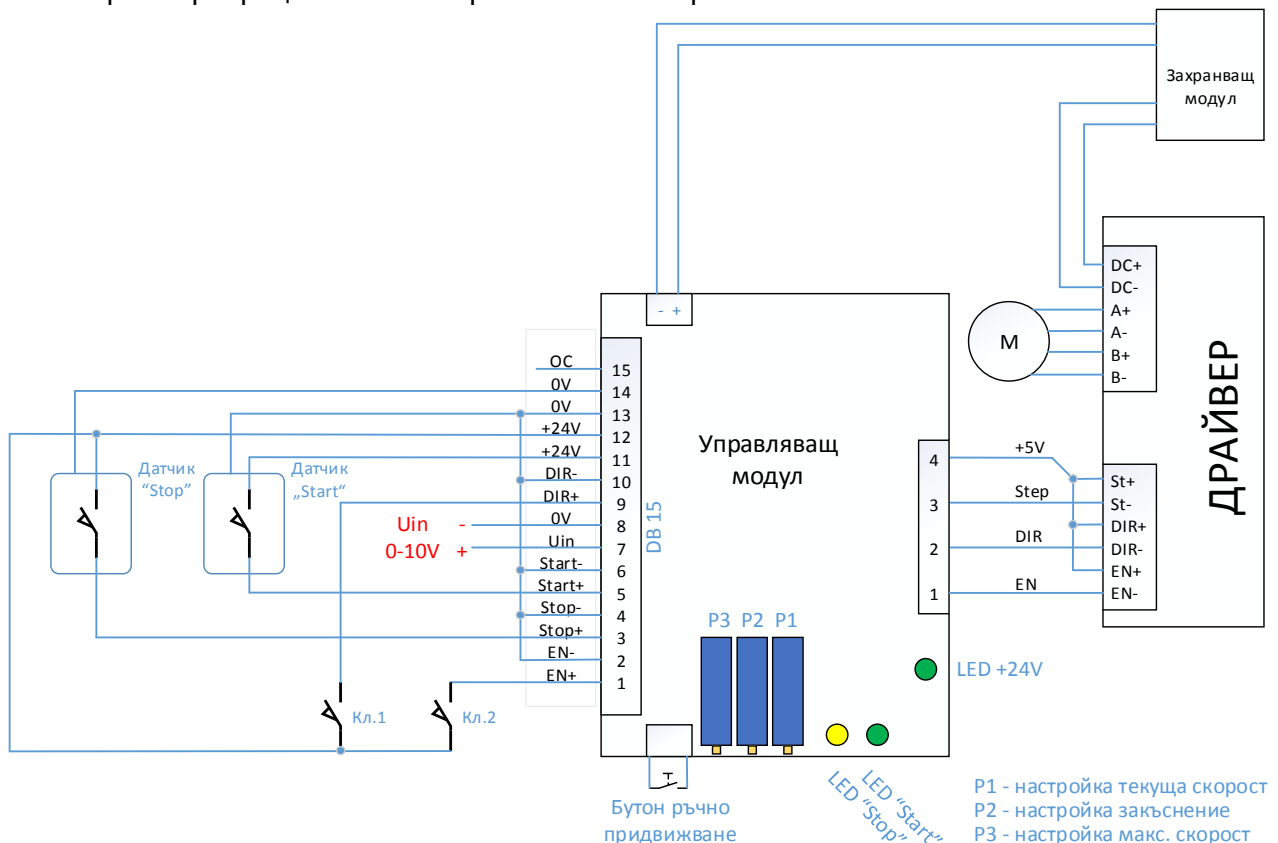 Захранващ
модул
DC+
DC-
A+
A-
B+
B-
М
ДРАЙВЕР
- +
OC
15
0V
14
0V
13
+24V
12
+24V
11
DIR-
10
DIR+
9
0V
8
Uin
7
Start-
6
Start+
5
Stop-
4
Stop+
3
EN-
2
EN+
1
DB 15
Управляващ
модул
Датчик
“Stop”
Датчик
„Start“
Uin -
0-10V +
4
+5V
3
Step
2
DIR
1
EN
St+
St-
DIR+
DIR-
EN+
EN-
P3 P2 P1
LED +24V
Кл.1
Кл.2
Бутон ръчно
придвижване
LED “Stop”
LED “Start”
P1 - настройка текуща скорост
P2 - настройка закъснение
P3 - настройка макс. скорост